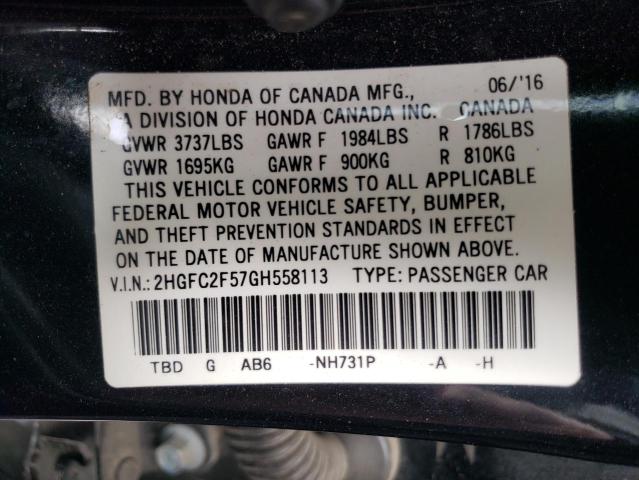 MFD. BY HONDA OF CANADA MFG., 06/'16
A DIVISION OF HONDA CANADA INC. CANADA
GVWR 3737LBS GAWR F 1984LBS R 1786LBS
GVWR 1695KG GAWR F 900KG R 810KG
THIS VEHICLE CONFORMS TO ALL APPLICABLE
FEDERAL MOTOR VEHICLE SAFETY, BUMPER,
AND THEFT PREVENTION STANDARDS IN EFFECT
ON THE DATE OF MANUFACTURE SHOWN ABOVE.
V.I.N.:2HGFC2F57GH558113 TYPE: PASSENGER CAR
TBD G AB6 -NH731P -A -H